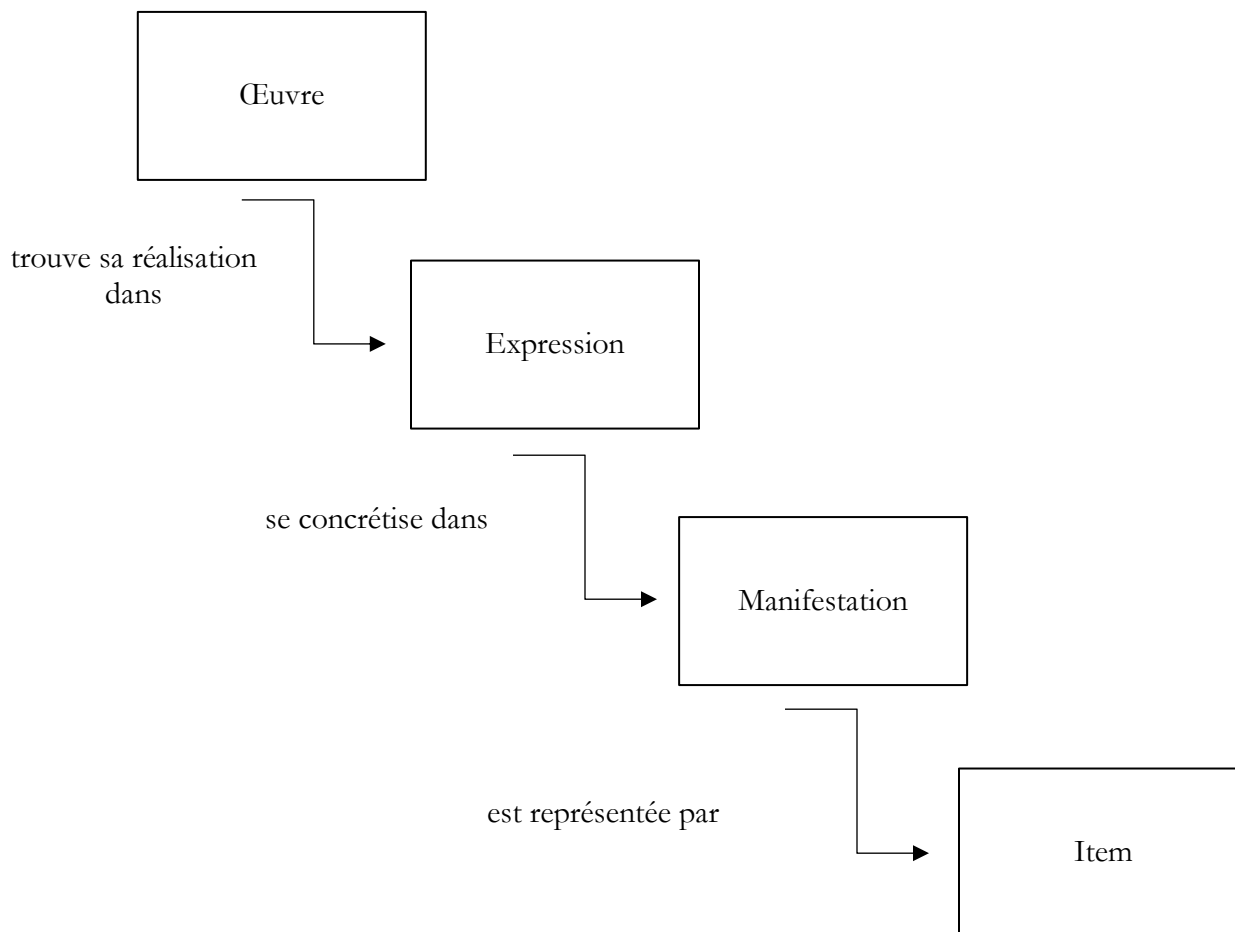 Œuvre
trouve sa réalisation
dans
Expression
se concrétise dans
Manifestation
est représentée par
Item